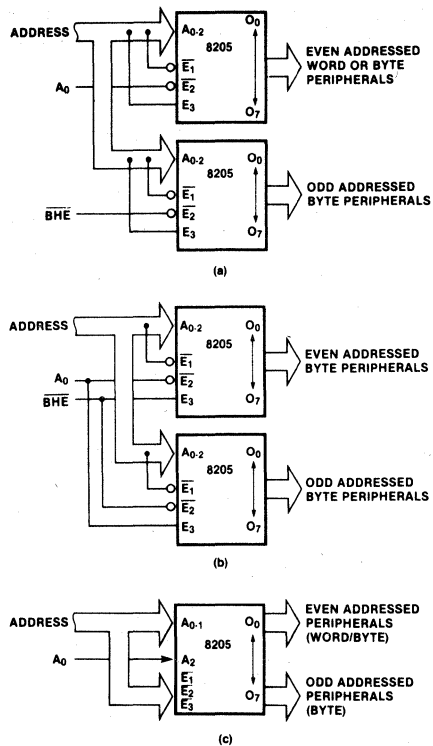 ADDRESS
A0
BHE
A0-2
8205
E1
E2
E3
O0
O7
EVEN ADDRESSED
WORD OR BYTE
PERIPHERALS
A0-2
8205
E1
E2
E3
O0
O7
ODD ADDRESSED
BYTE PERIPHERALS
(a)
ADDRESS
A0
BHE
A0-2
8205
E1
E2
E3
O0
O7
EVEN ADDRESSED
BYTE PERIPHERALS
A0-2
8205
E1
E2
E3
O0
O7
ODD ADDRESSED
BYTE PERIPHERALS
(b)
ADDRESS
A0
A0-1
8205
A2
E1
E2
E3
O0
O7
EVEN ADDRESSED
PERIPHERALS
(WORD/BYTE)
ODD ADDRESSED
PERIPHERALS
(BYTE)
(c)